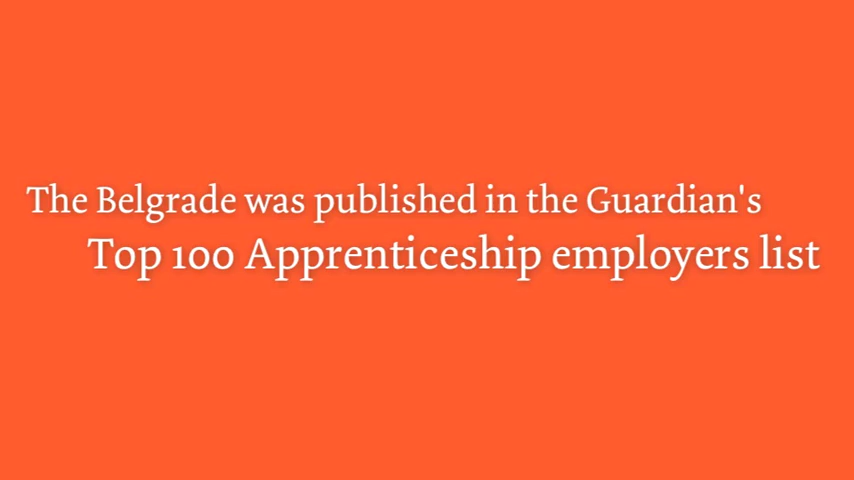 The Belgrade was published in the Guardian's
Top 100 Apprenticeship employers list